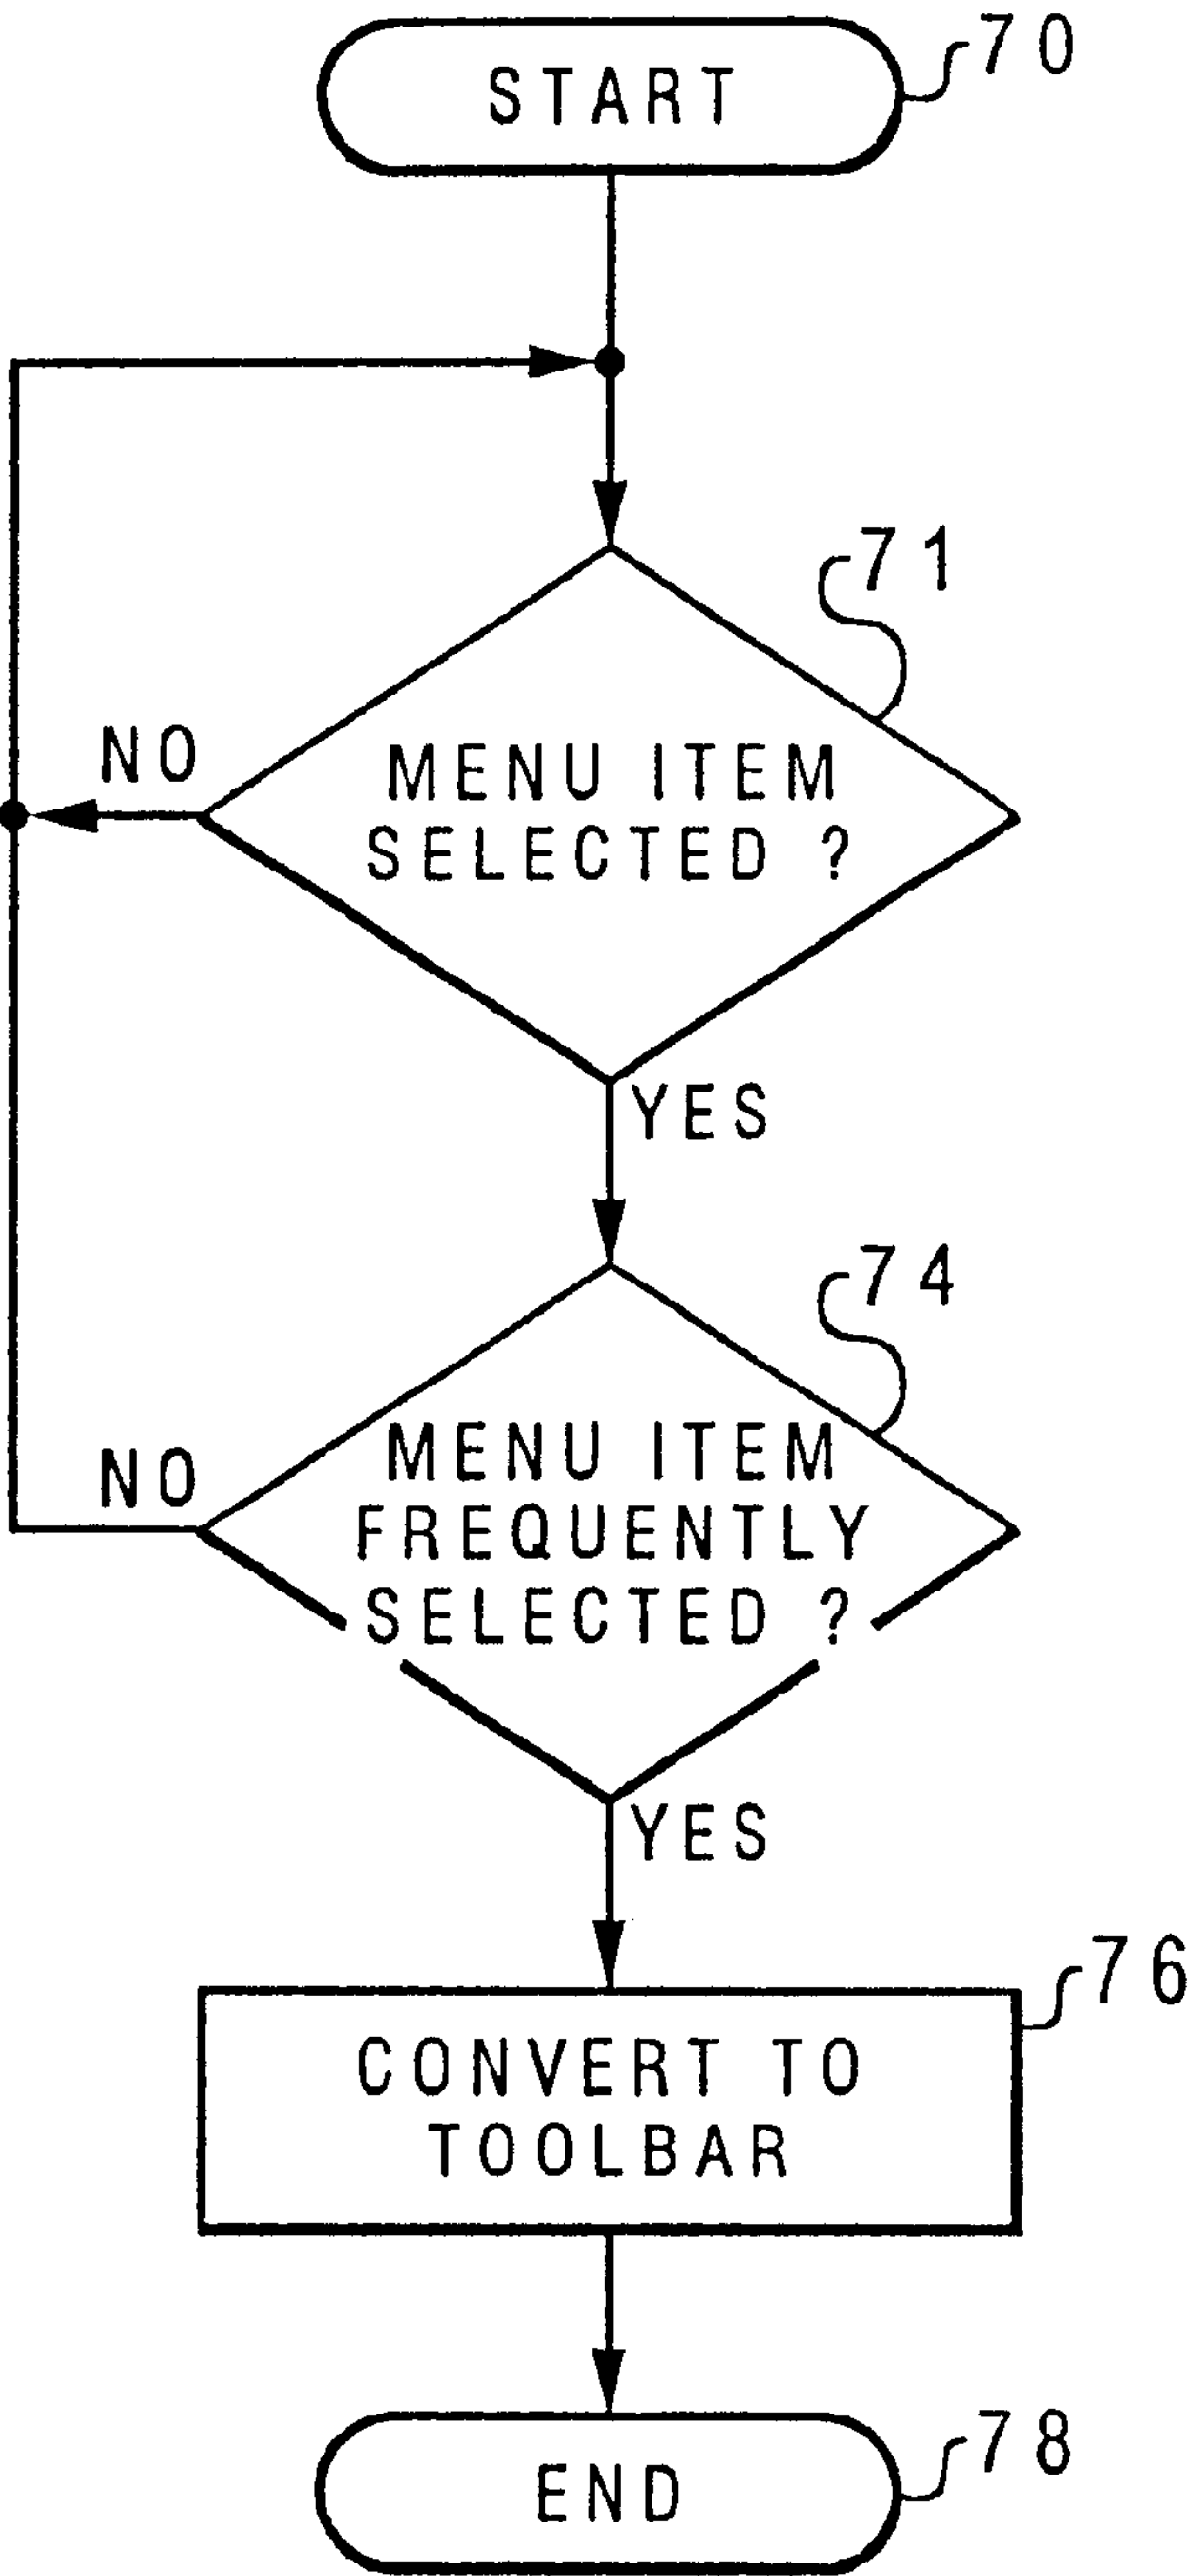 START
70
71
MENU ITEM
SELECTED ?
NO
YES
74
MENU ITEM
FREQUENTLY
SELECTED ?
NO
YES
76
CONVERT TO
TOOLBAR
78
END